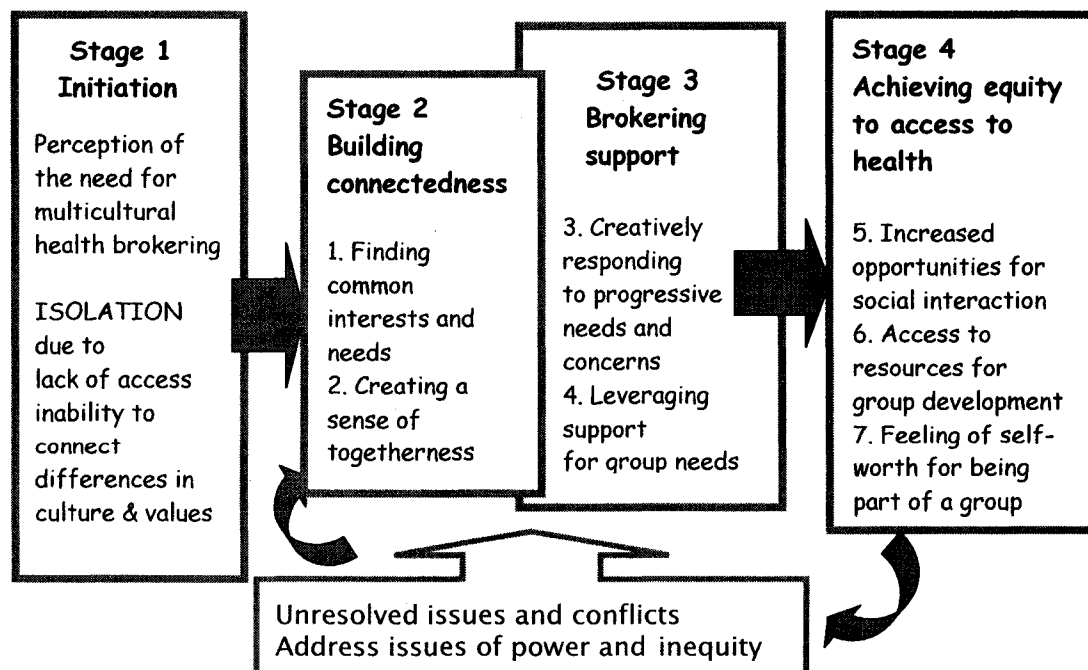 Stage 1
Initiation
Perception of
the need for
multicultural
health brokering
ISOLATION
due to
lack of access
inability to
connect
differences in
culture & values
Stage 2
Building
connectedness
1. Finding
common
interests and
needs
2. Creating a
sense of
togetherness
Stage 3
Brokering
support
3. Creatively
responding
to progressive
needs and
concerns
4. Leveraging
support
for group needs
Stage 4
Achieving equity
to access to
health
5. Increased
opportunities for
social interaction
6. Access to
resources for
group development
7. Feeling of self-
worth for being
part of a group
Unresolved issues and conflicts
Address issues of power and inequity